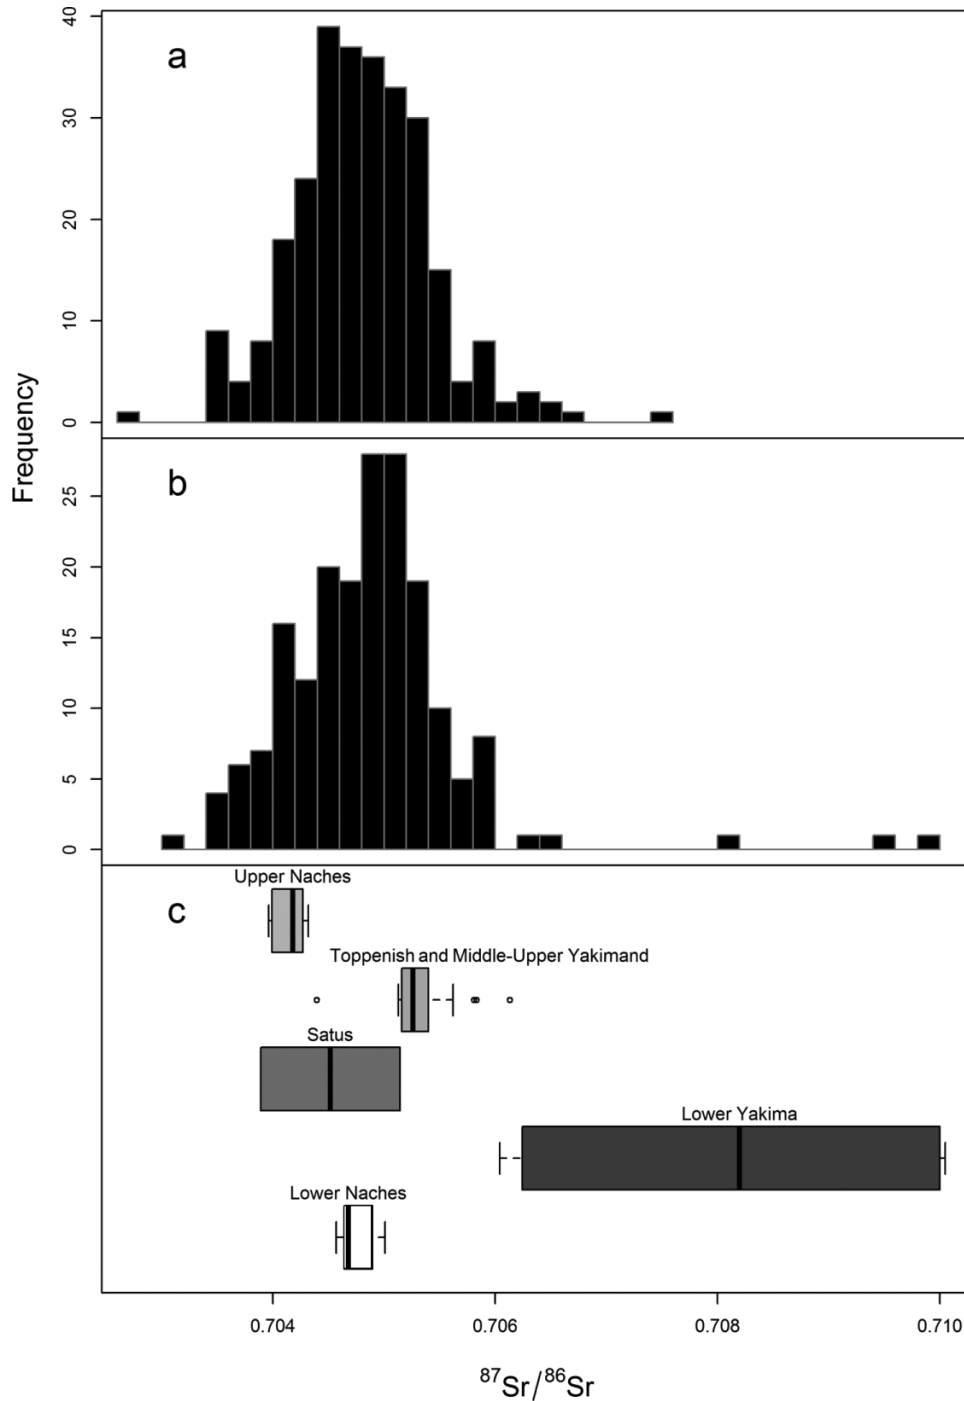 a
40
30
20
10
0
Frequency
b
25
20
15
10
5
0
c
Upper Naches
Toppenish and Middle-Upper Yakimand
Satus
Lower Yakima
Lower Naches
0.704 0.706 0.708 0.710
⁸⁷Sr/⁸⁶Sr